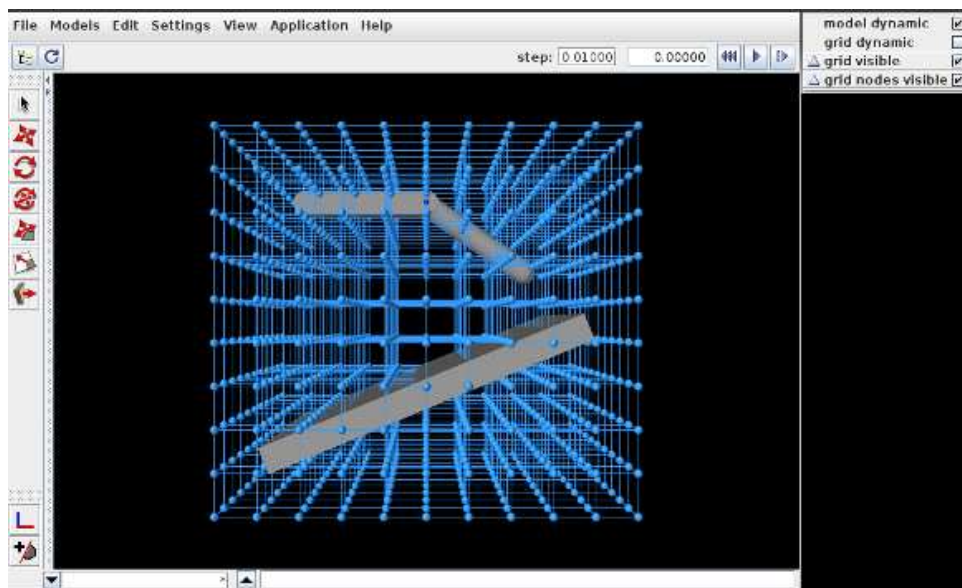 File Models Edit Settings View Application Help
step: 0.01000 0.00000
model dynamic
grid dynamic
grid visible
grid nodes visible